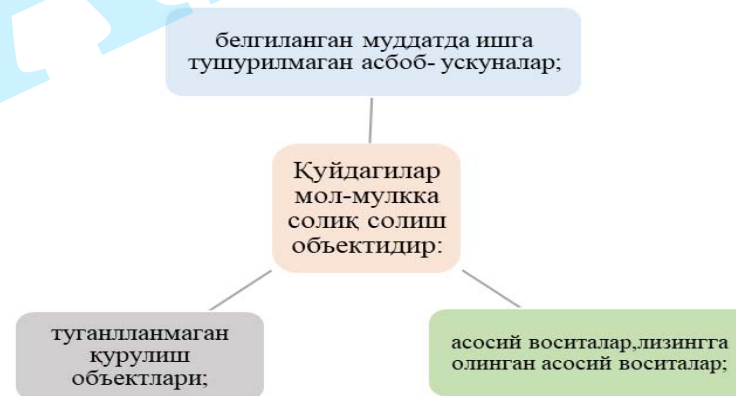 белгиланган муддатда ишга
тушурилмаган асбоб- ускуналар;
Қуйдагилар
мол-мулкка
солиқ солиш
объектидир:
туганлланмаган
қурулиш
объектлари;
асосий воситалар,лизингга
олинган асосий воситалар;